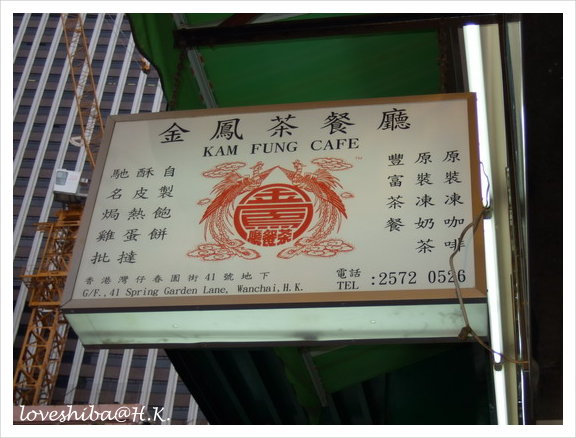 金鳳茶餐廳
KAM FUNG CAFE
TM
原裝凍咖啡
原裝凍奶茶
豐富茶餐
自製飽餅
酥皮熱蛋撻
馳名焗雞批
香港灣仔春園街41號地下
G/F., 41 Spring Garden Lane, Wanchai, H.K.
電話
TEL :2572 0526
loveshiba@H.K.